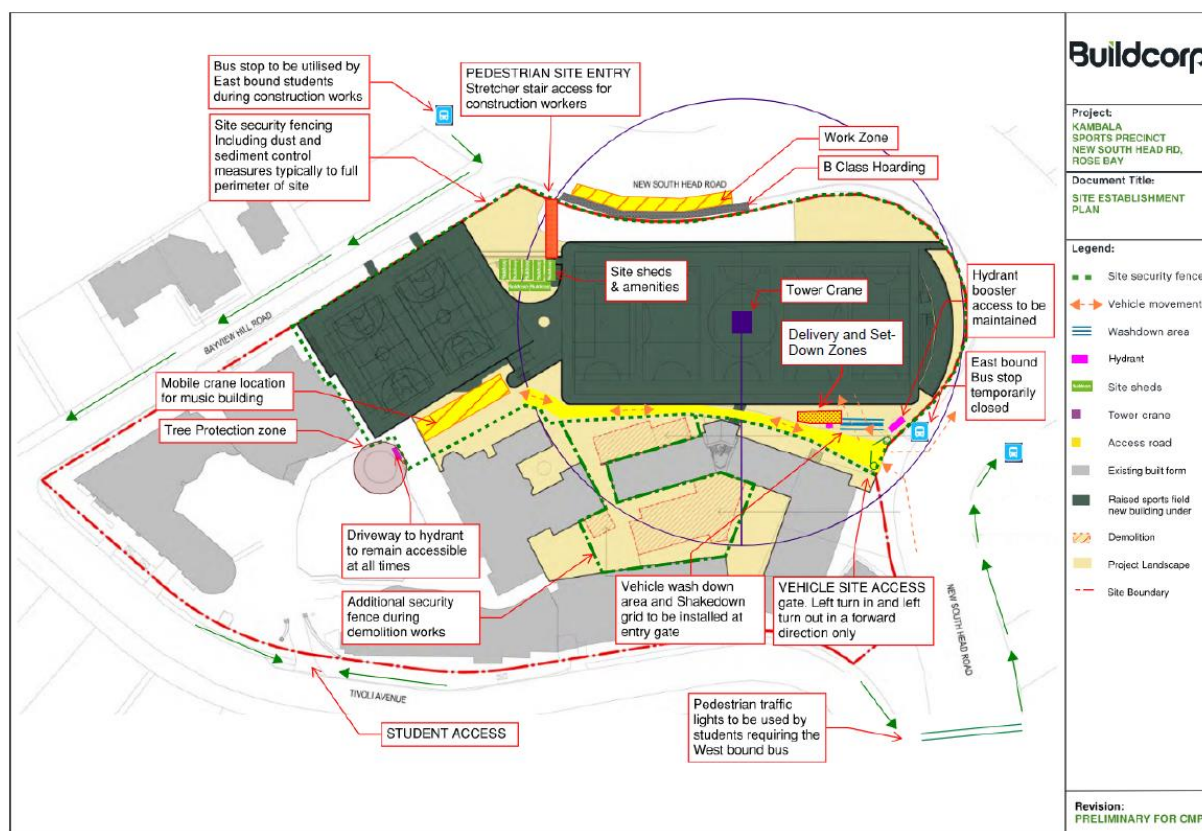 Bus stop to be utilised by
East bound students
during construction works
Site security fencing
Including dust and
sediment control
measures typically to full
perimeter of site
PEDESTRIAN SITE ENTRY
Stretcher stair access for
construction workers
Work Zone
B Class Hoarding
NEW SOUTH HEAD ROAD
Site sheds
& amenities
Tower Crane
Delivery and Set-
Down Zones
Hydrant
booster
access to be
maintained
East bound
Bus stop
temporarily
closed
BAYVIEW HILL ROAD
Mobile crane location
for music building
Tree Protection zone
Driveway to hydrant
to remain accessible
at all times
Additional security
fence during
demolition works
Vehicle wash down
area and Shakedown
grid to be installed at
entry gate
VEHICLE SITE ACCESS
gate. Left turn in and left
turn out in a forward
direction only
NEW SOUTH HEAD ROAD
TIVOLI AVENUE
STUDENT ACCESS
Pedestrian traffic
lights to be used by
students requiring the
West bound bus
Buildcorp
Project:
KAMBALA
SPORTS PRECINCT
NEW SOUTH HEAD RD,
ROSE BAY
Document Title:
SITE ESTABLISHMENT
PLAN
Legend:
Site security fence
Vehicle movement
Washdown area
Hydrant
Site sheds
Tower crane
Access road
Existing built form
Raised sports field
new building under
Demolition
Project Landscape
Site Boundary
Revision:
PRELIMINARY FOR